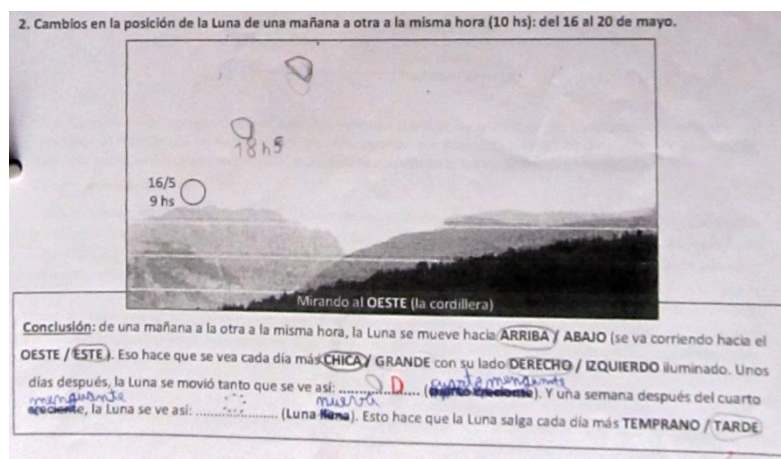 2. Cambios en la posición de la Luna de una mañana a otra a la misma hora (10 hs): del 16 al 20 de mayo.
18 hs
16/5
9 hs
Mirando al OESTE (la cordillera)
Conclusión: de una mañana a la otra a la misma hora, la Luna se mueve hacia ARRIBA / ABAJO (se va corriendo hacia el
OESTE / ESTE). Eso hace que se vea cada día más CHICA / GRANDE con su lado DERECHO / IZQUIERDO iluminado. Unos
cuarto menguante
días después, la Luna se movió tanto que se ve así: ........ D ........ (cuarto creciente). Y una semana después del cuarto
menguante nueva
creciente, la Luna se ve así: .................... (Luna llena). Esto hace que la Luna salga cada día más TEMPRANO / TARDE